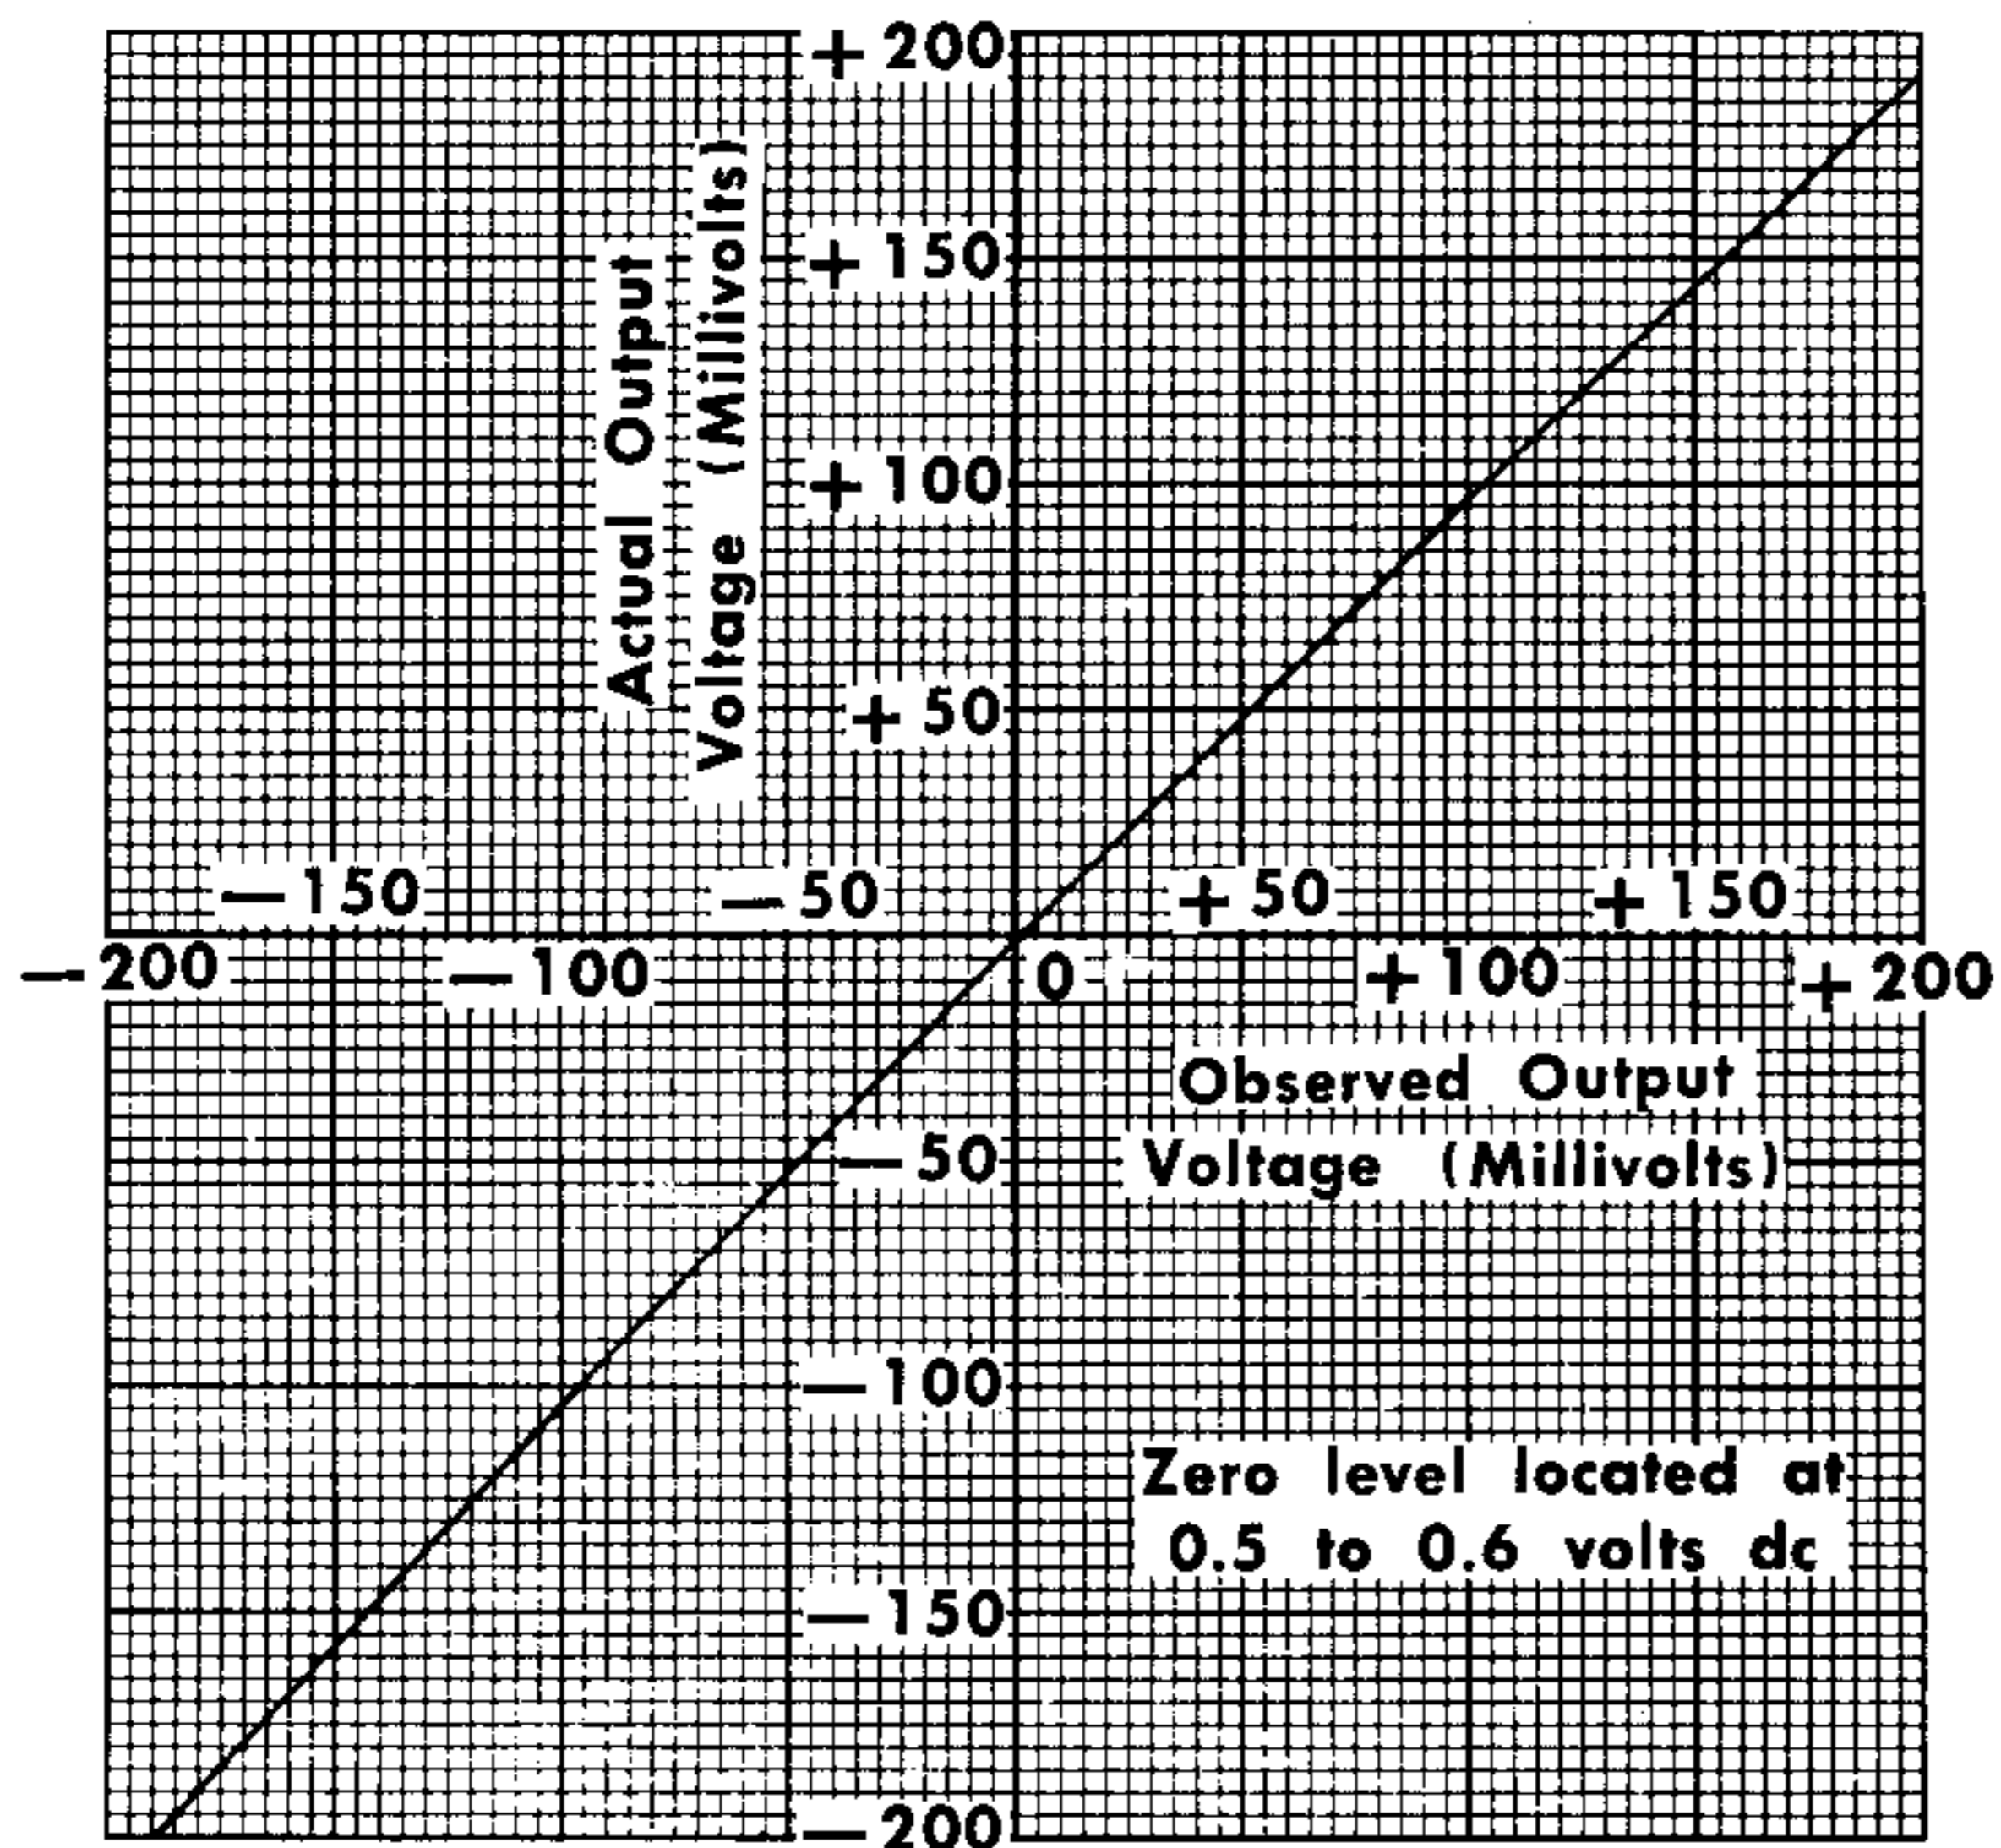 + 200
+ 150
+ 100
+ 50
Actual Output
Voltage (Millivolts)
— 150
— 50
+ 50
+ 150
— 200
— 100
0
+ 100
+ 200
Observed Output
Voltage (Millivolts)
— 50
— 100
— 150
— 200
Zero level located at
0.5 to 0.6 volts dc